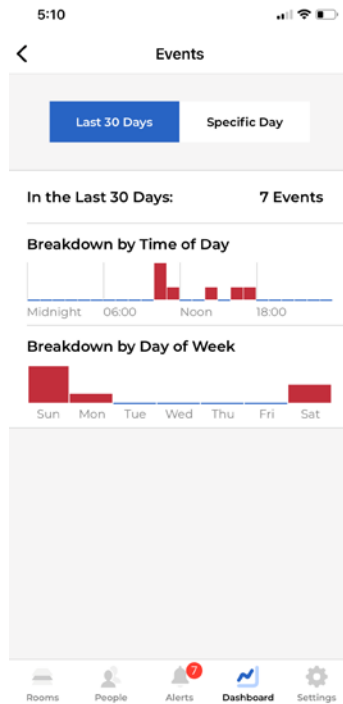 5:10
Events
Last 30 Days Specific Day
In the Last 30 Days: 7 Events
Breakdown by Time of Day
Midnight 06:00 Noon 18:00
Breakdown by Day of Week
Sun Mon Tue Wed Thu Fri Sat
7
Rooms People Alerts Dashboard Settings